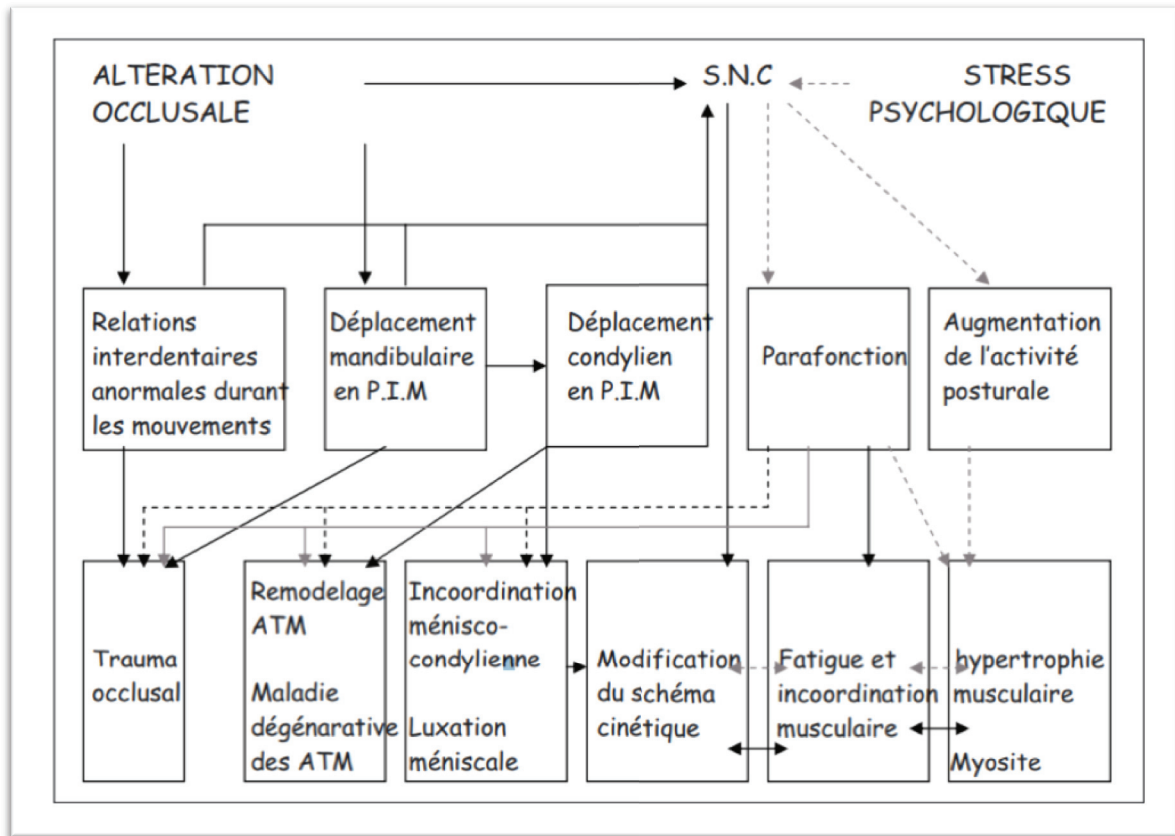 ALTERATION
OCCLUSALE
S.N.C
STRESS
PSYCHOLOGIQUE
Relations
interdentaires
anormales durant
les mouvements
Déplacement
mandibulaire
en P.I.M
Déplacement
condylien
en P.I.M
Parafonction
Augmentation
de l'activité
posturale
Trauma
occlusal
Remodelage
ATM
Maladie
dégénarative
des ATM
Incoordination
ménisco-
condylienne
Luxation
méniscale
Modification
du schéma
cinétique
Fatigue et
incoordination
musculaire
hypertrophie
musculaire
Myosite